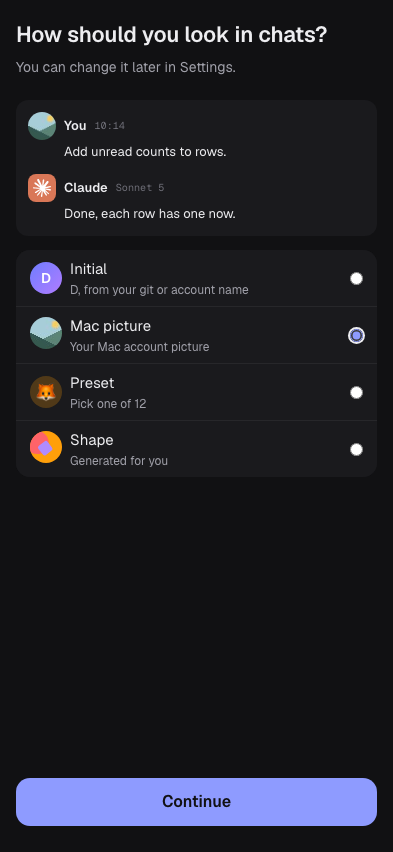 How should you look in chats?
You can change it later in Settings.
You 10:14
Add unread counts to rows.
Claude Sonnet 5
Done, each row has one now.
D
Initial
D, from your git or account name
Mac picture
Your Mac account picture
Preset
Pick one of 12
Shape
Generated for you
Continue